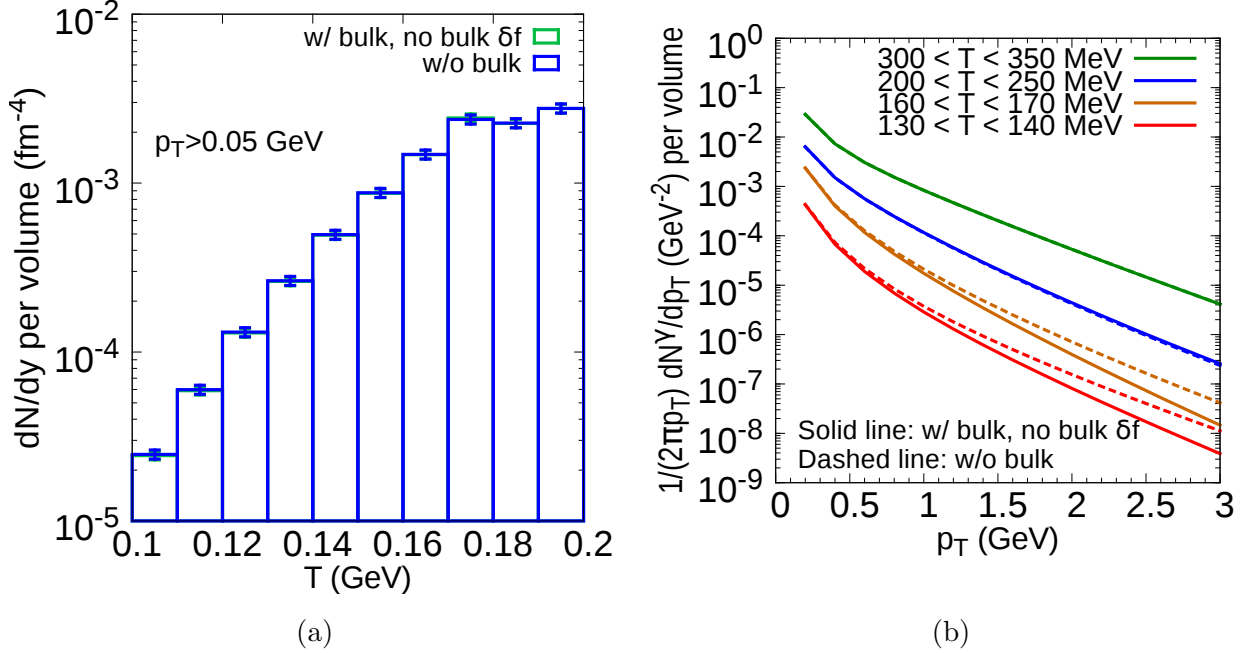 10^-2
10^-3
10^-4
10^-5
dN/dy per volume (fm^-4)
w/ bulk, no bulk δf
w/o bulk
p_T>0.05 GeV
0.1 0.12 0.14 0.16 0.18 0.2
T (GeV)
(a)
1/(2πp_T) dN^γ/dp_T (GeV^-2) per volume
10^0
10^-1
10^-2
10^-3
10^-4
10^-5
10^-6
10^-7
10^-8
10^-9
300 < T < 350 MeV
200 < T < 250 MeV
160 < T < 170 MeV
130 < T < 140 MeV
Solid line: w/ bulk, no bulk δf
Dashed line: w/o bulk
0 0.5 1 1.5 2 2.5 3
p_T (GeV)
(b)